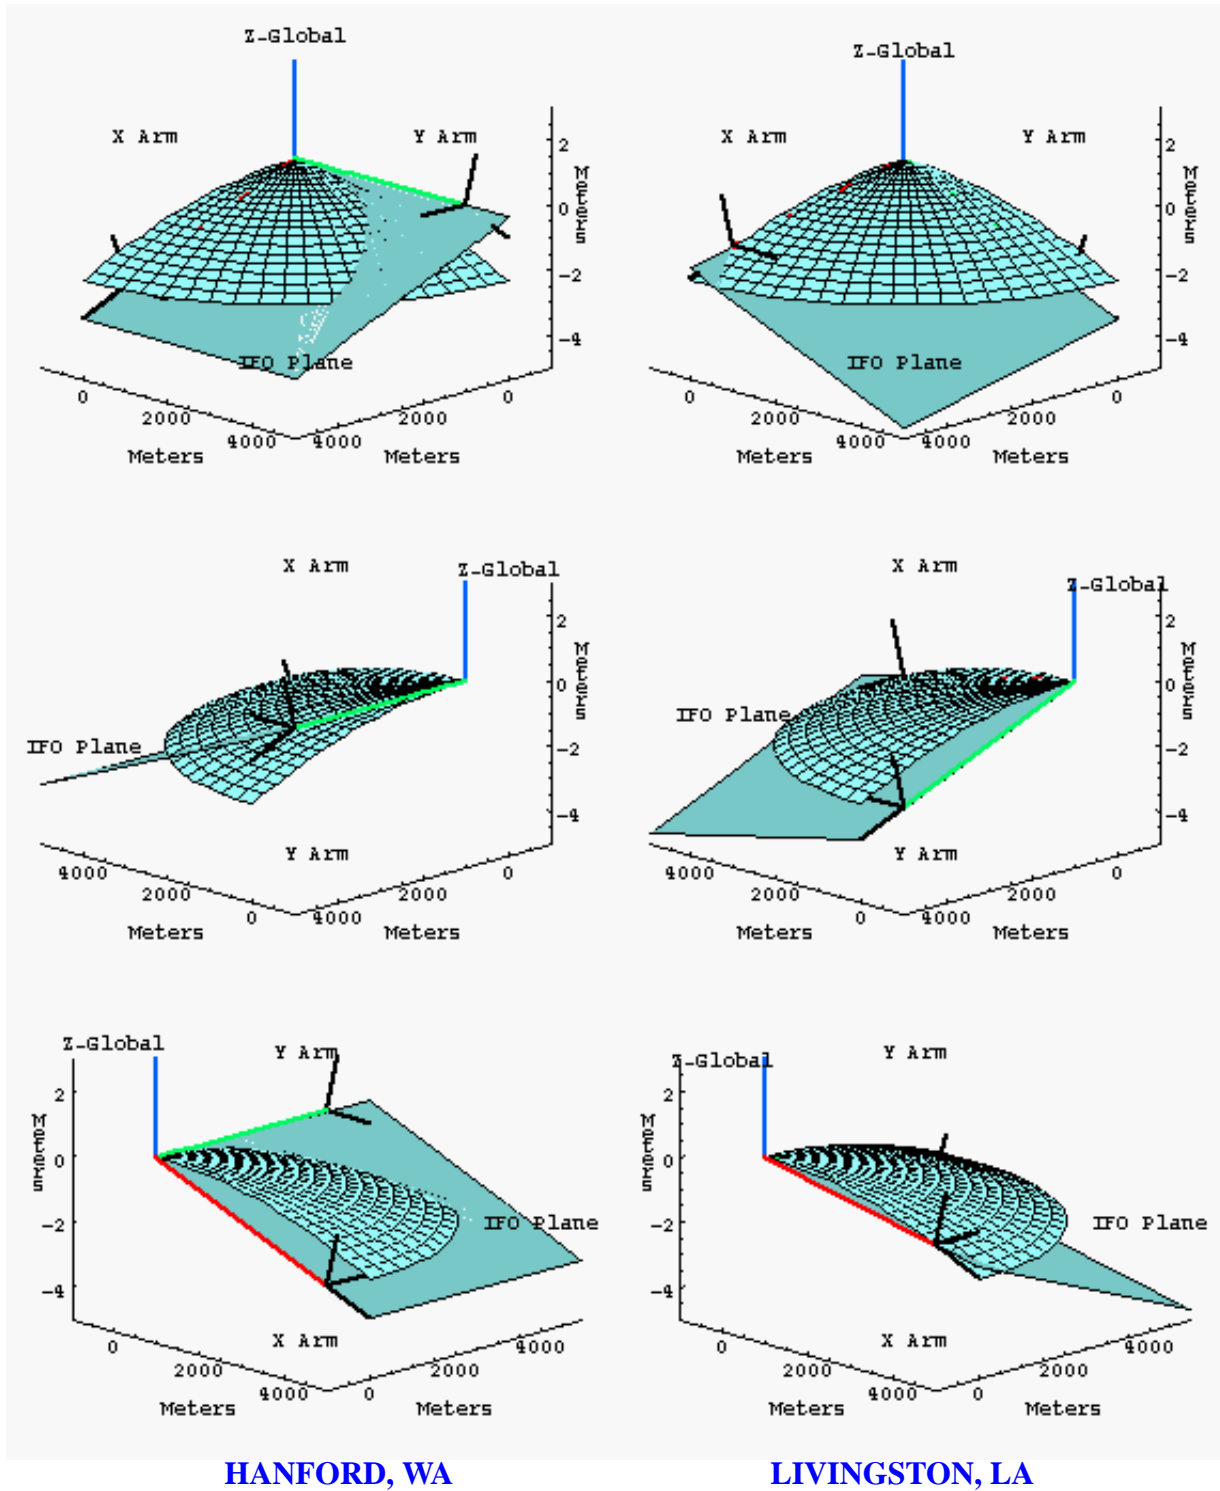 Z-Global
Z-Global
X Arm
Y Arm
X Arm
Y Arm
2
0
-2
-4
Meters
2
0
-2
-4
Meters
IFO Plane
IFO Plane
0
2000
4000
4000
2000
0
0
2000
4000
4000
2000
0
Meters
Meters
Meters
Meters
X Arm
Z-Global
X Arm
Z-Global
2
0
-2
-4
Meters
2
0
-2
-4
Meters
IFO Plane
IFO Plane
Y Arm
Y Arm
4000
2000
0
4000
2000
0
4000
2000
0
4000
2000
0
Meters
Meters
Meters
Meters
Z-Global
Y Arm
Z-Global
Y Arm
2
0
-2
-4
Meters
2
0
-2
-4
Meters
IFO Plane
IFO Plane
X Arm
X Arm
0
2000
4000
0
2000
4000
0
2000
4000
0
2000
4000
Meters
Meters
Meters
Meters
HANFORD, WA
LIVINGSTON, LA